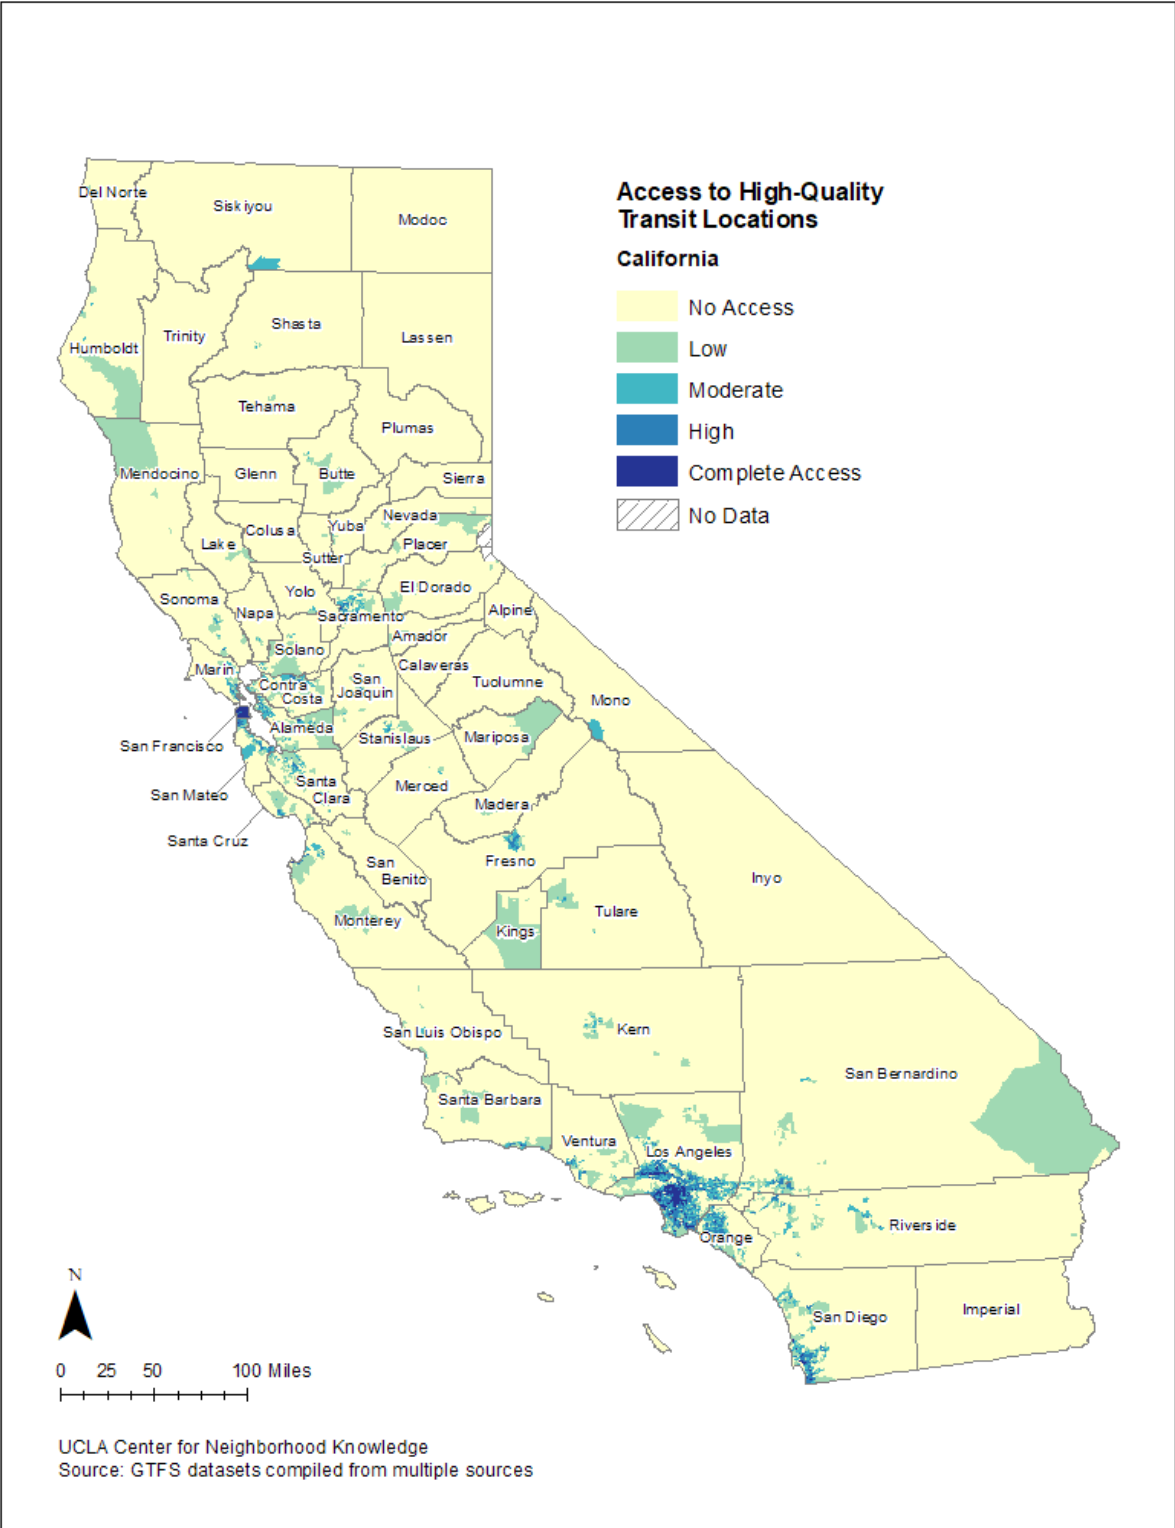 Access to High-Quality
Transit Locations
California
No Access
Low
Moderate
High
Complete Access
No Data
Del Norte
Siskiyou
Modoc
Humboldt
Trinity
Shasta
Lassen
Tehama
Plumas
Mendocino
Glenn
Butte
Sierra
Lake
Colusa
Yuba
Nevada
Sutter
Placer
Sonoma
Napa
Yolo
El Dorado
Sacramento
Alpine
Amador
Solano
Marin
Calaveras
Contra
Costa
San
Joaquin
Tuolumne
Mono
Alameda
San Francisco
Stanislaus
Mariposa
San Mateo
Santa
Clara
Merced
Madera
Santa Cruz
San
Benito
Fresno
Inyo
Monterey
Kings
Tulare
San Luis Obispo
Kern
San Bernardino
Santa Barbara
Ventura
Los Angeles
Orange
Riverside
San Diego
Imperial
N
0 25 50 100 Miles
UCLA Center for Neighborhood Knowledge
Source: GTFS datasets compiled from multiple sources